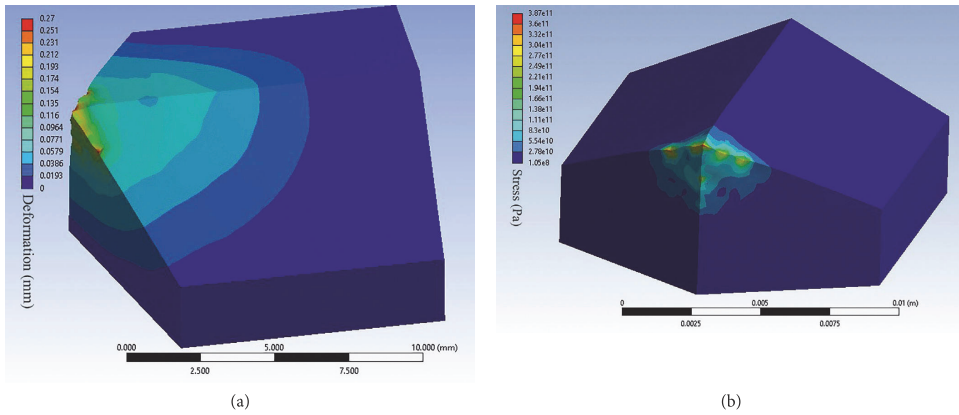 0.27
0.251
0.231
0.212
0.193
0.174
0.154
0.135
0.116
0.0964
0.0771
0.0579
0.0386
0.0193
0
Deformation (mm)
0.000
5.000
10.000 (mm)
2.500
7.500
(a)
3.87e11
3.6e11
3.32e11
3.04e11
2.77e11
2.49e11
2.21e11
1.94e11
1.66e11
1.38e11
1.11e11
8.3e10
5.54e10
2.78e10
1.05e8
Stress (Pa)
0
0.005
0.01 (m)
0.0025
0.0075
(b)